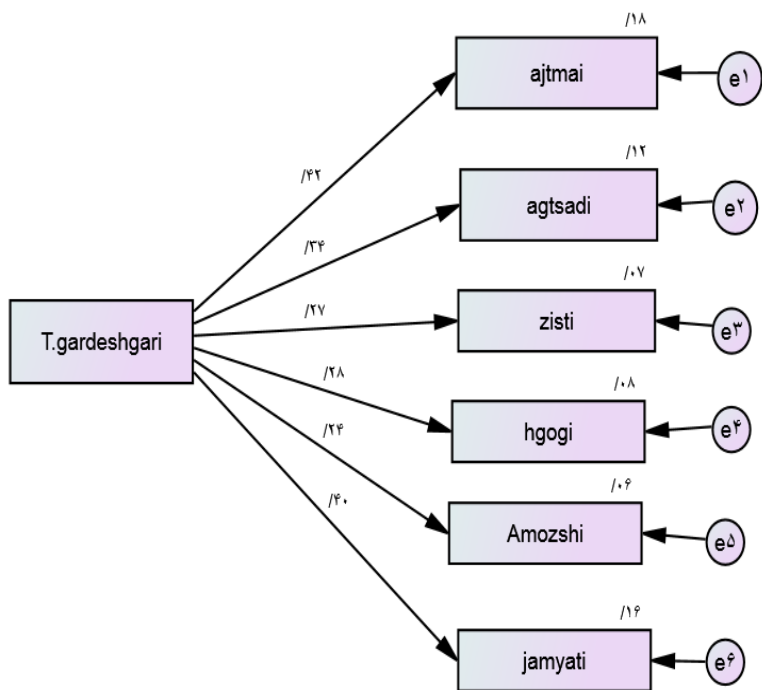 /۱۸
ajtmai
e۱
/۴۲
/۱۲
agtsadi
e۲
/۳۴
/۰۷
zisti
e۳
/۲۷
T.gardeshgari
/۲۸
/۰۸
hgogi
e۴
/۲۴
/۰۶
Amozshi
e۵
/۴۰
/۱۶
jamyati
e۶